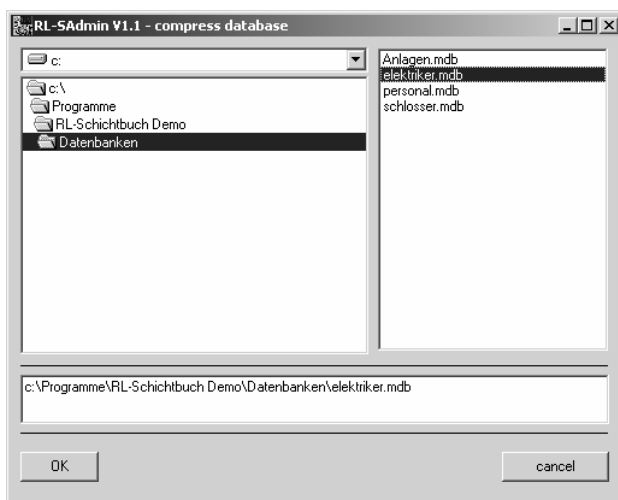 RL-SAdmin V1.1 - compress database
c:
c:\
Programme
RL-Schichtbuch Demo
Datenbanken
Anlagen.mdb
elektriker.mdb
personal.mdb
schlosser.mdb
c:\Programme\RL-Schichtbuch Demo\Datenbanken\elektriker.mdb
OK
cancel